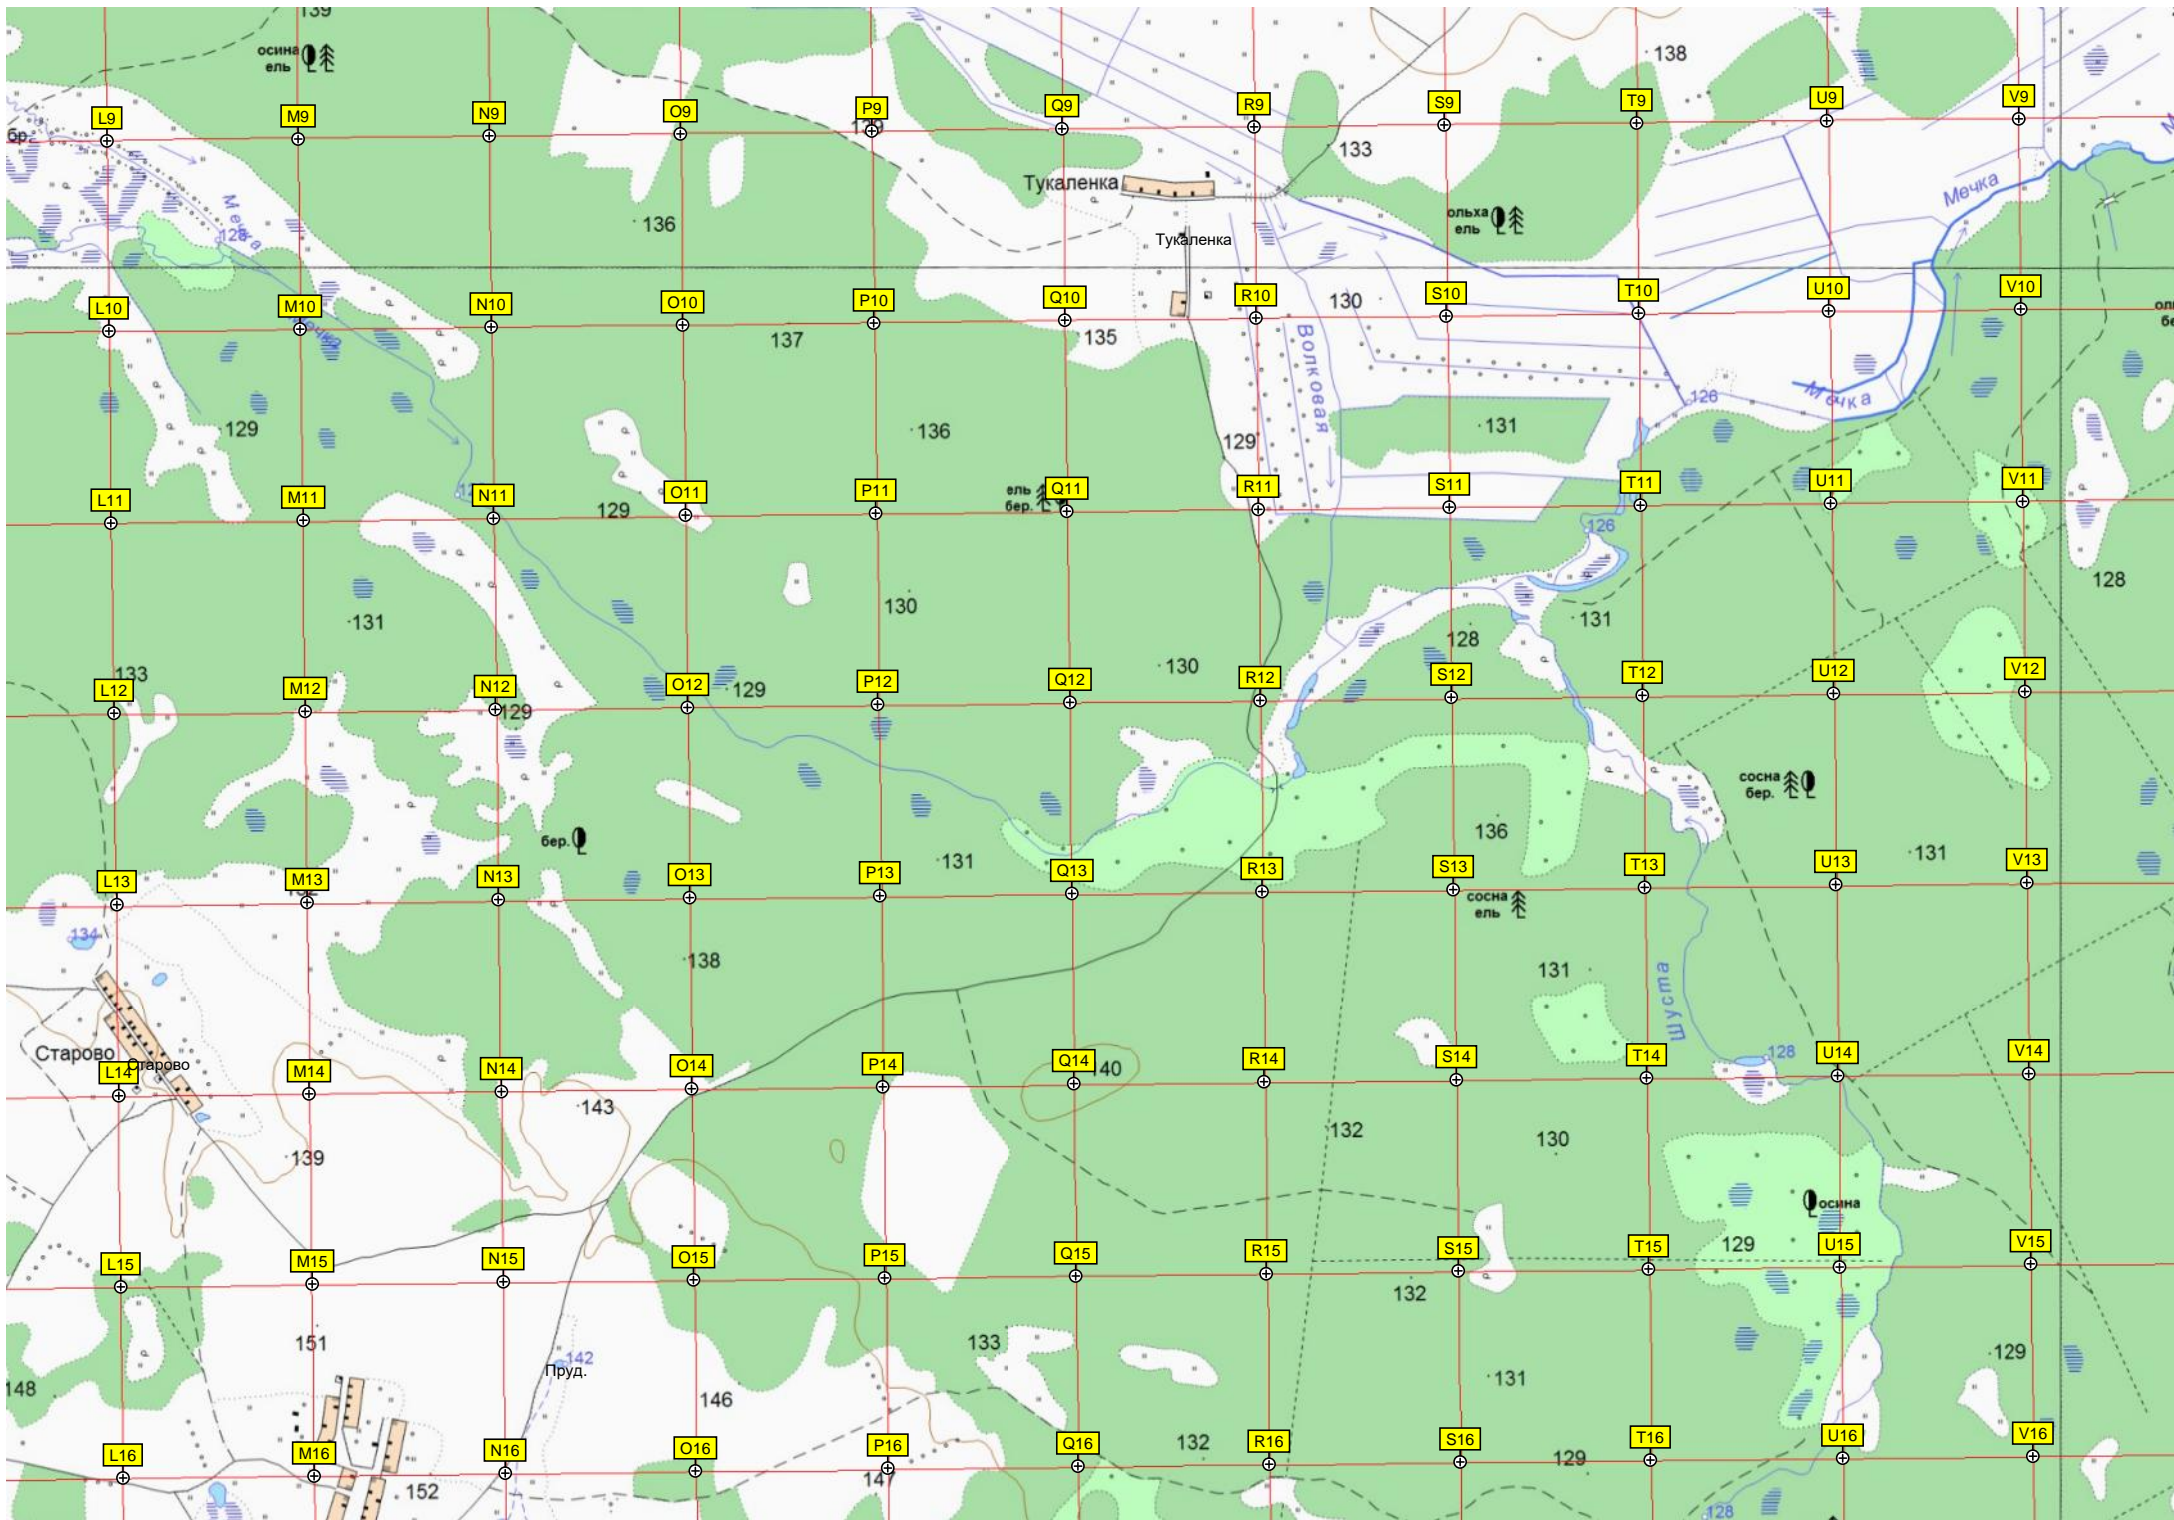 139
осина
ель
138
L9
M9
N9
O9
P9
Q9
R9
S9
T9
U9
V9
бр.
139
133
Тукаленка
Мечка
Мечка
136
128
ольха
ель
Тукаленка
L10
M10
N10
O10
P10
Q10
R10
130
S10
T10
U10
V10
137
135
Мечка
Волковая
126
Мечка
129
136
129
131
L11
M11
N11
O11
P11
ель
бер.
Q11
R11
S11
T11
U11
V11
129
126
128
131
130
131
128
133
130
L12
M12
N12
O12
129
P12
Q12
R12
S12
T12
U12
V12
129
сосна
бер.
бер.
131
136
131
L13
M13
N13
O13
P13
Q13
R13
S13
T13
U13
V13
сосна
ель
134
138
131
Шуста
Старово
Старово
128
L14
M14
N14
O14
P14
Q14
140
R14
S14
T14
U14
V14
143
132
130
139
осина
129
L15
M15
N15
O15
P15
Q15
R15
S15
T15
U15
V15
132
151
142
Пруд.
133
129
148
146
131
L16
M16
N16
O16
P16
Q16
132
R16
S16
T16
U16
V16
129
152
147
128